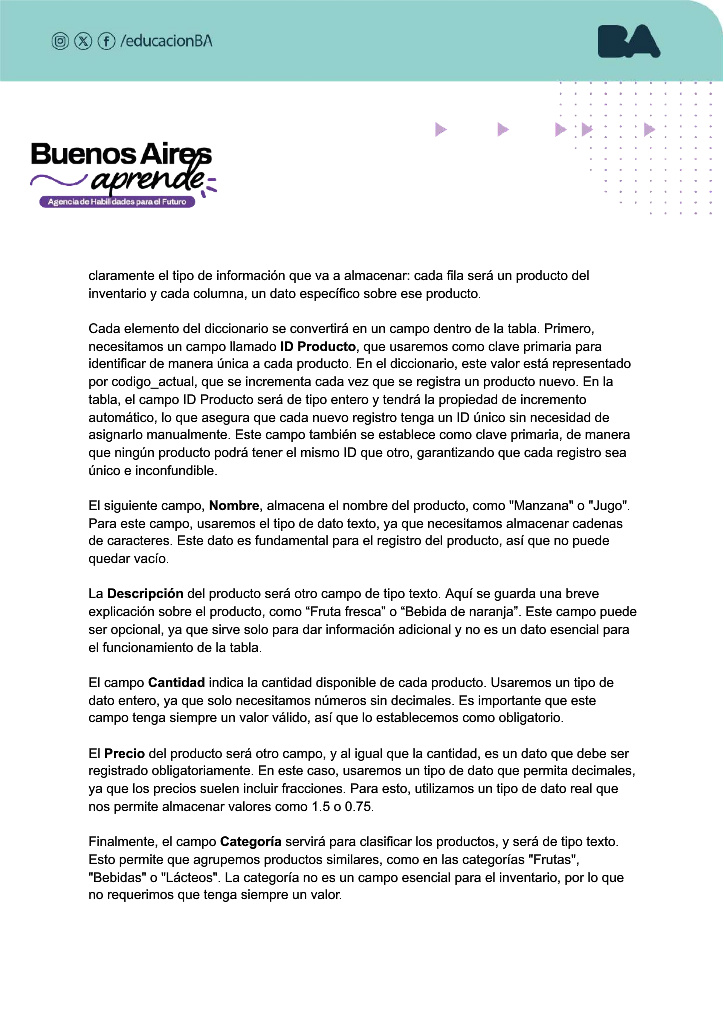 /educacionBA
BA
Buenos Aires
aprende
Agencia de Habilidades para el Futuro
claramente el tipo de información que va a almacenar: cada fila será un producto del
inventario y cada columna, un dato específico sobre ese producto.
Cada elemento del diccionario se convertirá en un campo dentro de la tabla. Primero,
necesitamos un campo llamado ID Producto, que usaremos como clave primaria para
identificar de manera única a cada producto. En el diccionario, este valor está representado
por codigo_actual, que se incrementa cada vez que se registra un producto nuevo. En la
tabla, el campo ID Producto será de tipo entero y tendrá la propiedad de incremento
automático, lo que asegura que cada nuevo registro tenga un ID único sin necesidad de
asignarlo manualmente. Este campo también se establece como clave primaria, de manera
que ningún producto podrá tener el mismo ID que otro, garantizando que cada registro sea
único e inconfundible.
El siguiente campo, Nombre, almacena el nombre del producto, como "Manzana" o "Jugo".
Para este campo, usaremos el tipo de dato texto, ya que necesitamos almacenar cadenas
de caracteres. Este dato es fundamental para el registro del producto, así que no puede
quedar vacío.
La Descripción del producto será otro campo de tipo texto. Aquí se guarda una breve
explicación sobre el producto, como “Fruta fresca” o “Bebida de naranja”. Este campo puede
ser opcional, ya que sirve solo para dar información adicional y no es un dato esencial para
el funcionamiento de la tabla.
El campo Cantidad indica la cantidad disponible de cada producto. Usaremos un tipo de
dato entero, ya que solo necesitamos números sin decimales. Es importante que este
campo tenga siempre un valor válido, así que lo establecemos como obligatorio.
El Precio del producto será otro campo, y al igual que la cantidad, es un dato que debe ser
registrado obligatoriamente. En este caso, usaremos un tipo de dato que permita decimales,
ya que los precios suelen incluir fracciones. Para esto, utilizamos un tipo de dato real que
nos permite almacenar valores como 1.5 o 0.75.
Finalmente, el campo Categoría servirá para clasificar los productos, y será de tipo texto.
Esto permite que agrupemos productos similares, como en las categorías "Frutas",
"Bebidas" o "Lácteos". La categoría no es un campo esencial para el inventario, por lo que
no requerimos que tenga siempre un valor.